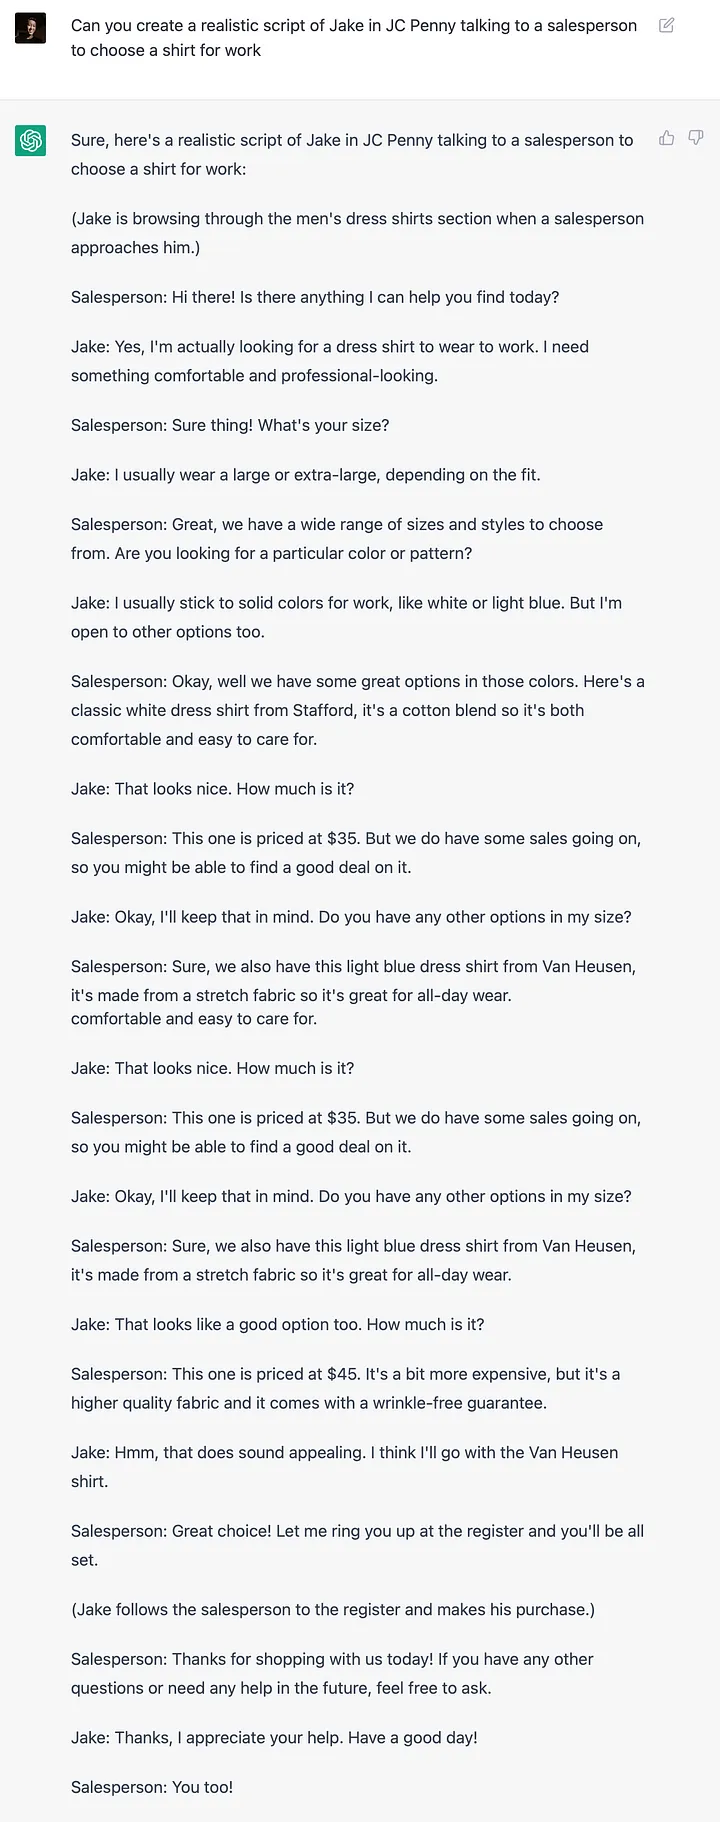 Can you create a realistic script of Jake in JC Penny talking to a salesperson
to choose a shirt for work
Sure, here's a realistic script of Jake in JC Penny talking to a salesperson to
choose a shirt for work:
(Jake is browsing through the men's dress shirts section when a salesperson
approaches him.)
Salesperson: Hi there! Is there anything I can help you find today?
Jake: Yes, I'm actually looking for a dress shirt to wear to work. I need
something comfortable and professional-looking.
Salesperson: Sure thing! What's your size?
Jake: I usually wear a large or extra-large, depending on the fit.
Salesperson: Great, we have a wide range of sizes and styles to choose
from. Are you looking for a particular color or pattern?
Jake: I usually stick to solid colors for work, like white or light blue. But I'm
open to other options too.
Salesperson: Okay, well we have some great options in those colors. Here's a
classic white dress shirt from Stafford, it's a cotton blend so it's both
comfortable and easy to care for.
Jake: That looks nice. How much is it?
Salesperson: This one is priced at $35. But we do have some sales going on,
so you might be able to find a good deal on it.
Jake: Okay, I'll keep that in mind. Do you have any other options in my size?
Salesperson: Sure, we also have this light blue dress shirt from Van Heusen,
it's made from a stretch fabric so it's great for all-day wear.
comfortable and easy to care for.
Jake: That looks nice. How much is it?
Salesperson: This one is priced at $35. But we do have some sales going on,
so you might be able to find a good deal on it.
Jake: Okay, I'll keep that in mind. Do you have any other options in my size?
Salesperson: Sure, we also have this light blue dress shirt from Van Heusen,
it's made from a stretch fabric so it's great for all-day wear.
Jake: That looks like a good option too. How much is it?
Salesperson: This one is priced at $45. It's a bit more expensive, but it's a
higher quality fabric and it comes with a wrinkle-free guarantee.
Jake: Hmm, that does sound appealing. I think I'll go with the Van Heusen
shirt.
Salesperson: Great choice! Let me ring you up at the register and you'll be all
set.
(Jake follows the salesperson to the register and makes his purchase.)
Salesperson: Thanks for shopping with us today! If you have any other
questions or need any help in the future, feel free to ask.
Jake: Thanks, I appreciate your help. Have a good day!
Salesperson: You too!